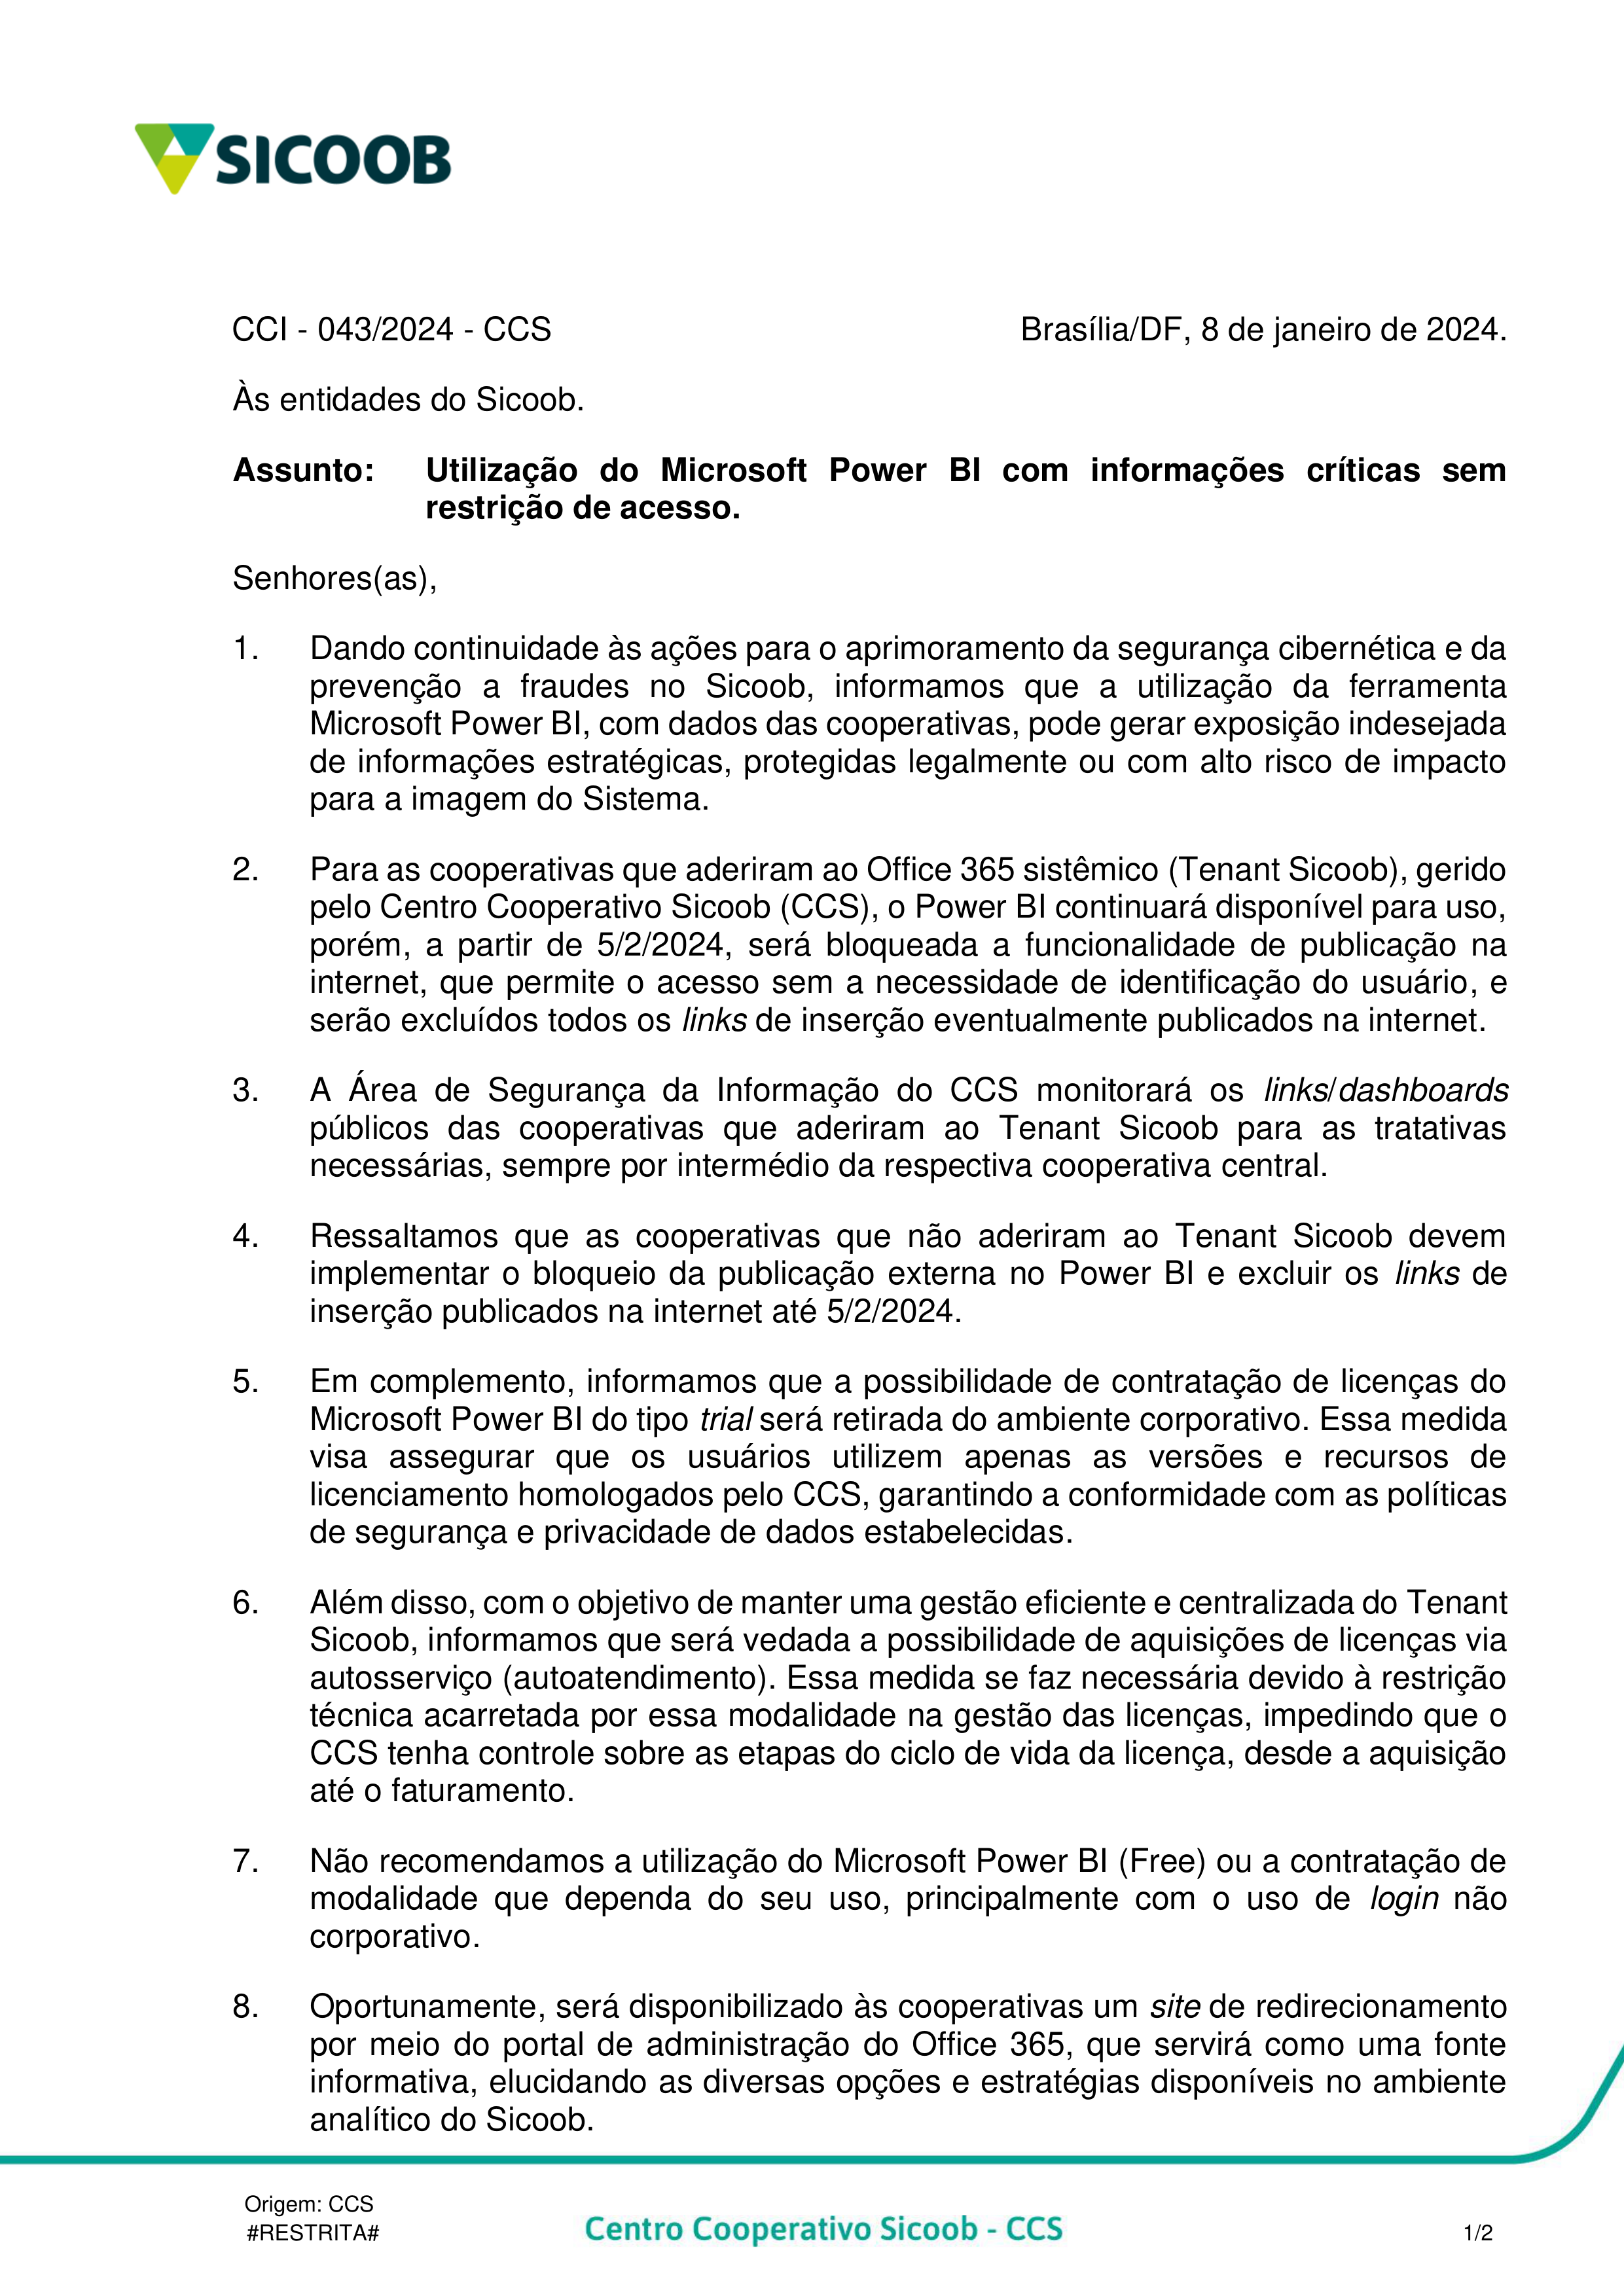 SICOOB
CCI - 043/2024 - CCS Brasília/DF, 8 de janeiro de 2024.
Às entidades do Sicoob.
Assunto: Utilização do Microsoft Power BI com informações críticas sem
restrição de acesso.
Senhores(as),
1. Dando continuidade às ações para o aprimoramento da segurança cibernética e da
prevenção a fraudes no Sicoob, informamos que a utilização da ferramenta
Microsoft Power BI, com dados das cooperativas, pode gerar exposição indesejada
de informações estratégicas, protegidas legalmente ou com alto risco de impacto
para a imagem do Sistema.
2. Para as cooperativas que aderiram ao Office 365 sistêmico (Tenant Sicoob), gerido
pelo Centro Cooperativo Sicoob (CCS), o Power BI continuará disponível para uso,
porém, a partir de 5/2/2024, será bloqueada a funcionalidade de publicação na
internet, que permite o acesso sem a necessidade de identificação do usuário, e
serão excluídos todos os links de inserção eventualmente publicados na internet.
3. A Área de Segurança da Informação do CCS monitorará os links/dashboards
públicos das cooperativas que aderiram ao Tenant Sicoob para as tratativas
necessárias, sempre por intermédio da respectiva cooperativa central.
4. Ressaltamos que as cooperativas que não aderiram ao Tenant Sicoob devem
implementar o bloqueio da publicação externa no Power BI e excluir os links de
inserção publicados na internet até 5/2/2024.
5. Em complemento, informamos que a possibilidade de contratação de licenças do
Microsoft Power BI do tipo trial será retirada do ambiente corporativo. Essa medida
visa assegurar que os usuários utilizem apenas as versões e recursos de
licenciamento homologados pelo CCS, garantindo a conformidade com as políticas
de segurança e privacidade de dados estabelecidas.
6. Além disso, com o objetivo de manter uma gestão eficiente e centralizada do Tenant
Sicoob, informamos que será vedada a possibilidade de aquisições de licenças via
autosserviço (autoatendimento). Essa medida se faz necessária devido à restrição
técnica acarretada por essa modalidade na gestão das licenças, impedindo que o
CCS tenha controle sobre as etapas do ciclo de vida da licença, desde a aquisição
até o faturamento.
7. Não recomendamos a utilização do Microsoft Power BI (Free) ou a contratação de
modalidade que dependa do seu uso, principalmente com o uso de login não
corporativo.
8. Oportunamente, será disponibilizado às cooperativas um site de redirecionamento
por meio do portal de administração do Office 365, que servirá como uma fonte
informativa, elucidando as diversas opções e estratégias disponíveis no ambiente
analítico do Sicoob.
Origem: CCS
#RESTRITA# Centro Cooperativo Sicoob - CCS 1/2